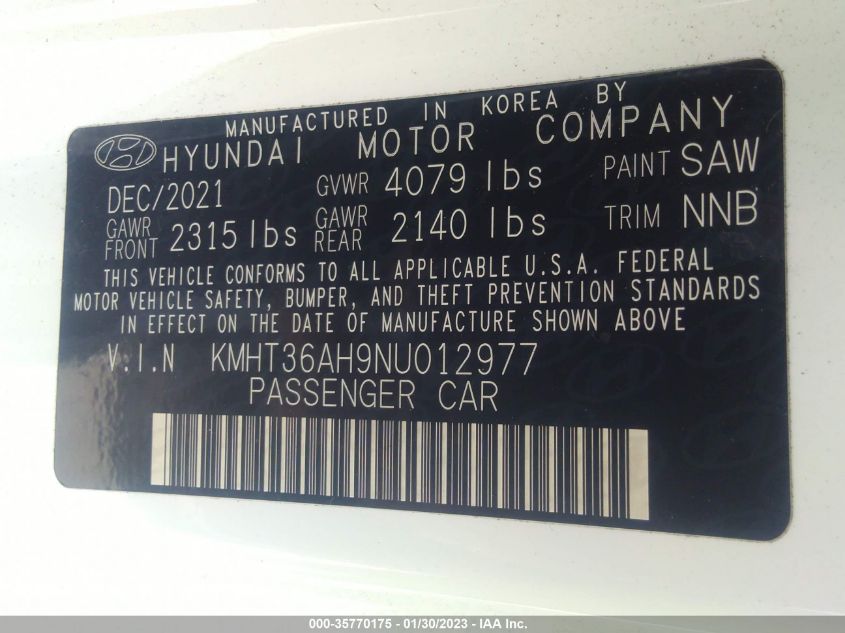 MANUFACTURED IN KOREA BY
HYUNDAI MOTOR COMPANY
DEC/2021 GVWR 4079 lbs PAINT SAW
GAWR FRONT 2315 lbs GAWR REAR 2140 lbs TRIM NNB
THIS VEHICLE CONFORMS TO ALL APPLICABLE U.S.A. FEDERAL
MOTOR VEHICLE SAFETY, BUMPER, AND THEFT PREVENTION STANDARDS
IN EFFECT ON THE DATE OF MANUFACTURE SHOWN ABOVE
V.I.N KMHT36AH9NU012977
PASSENGER CAR
000-35770175 - 01/30/2023 - IAA Inc.